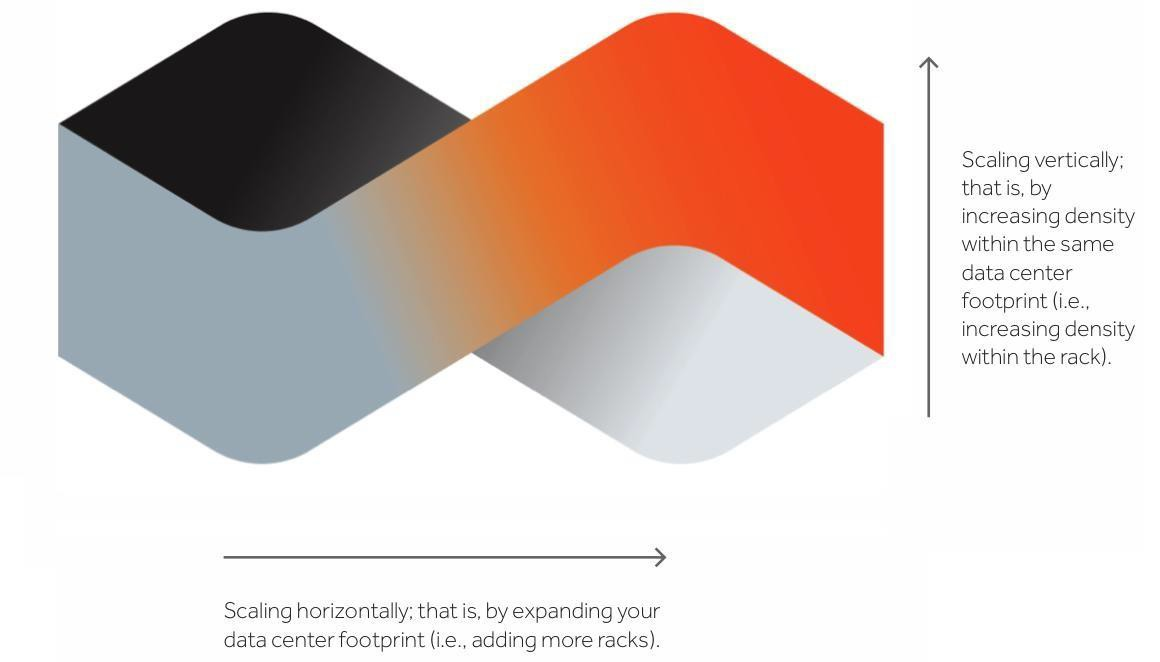 Scaling vertically;
that is, by
increasing density
within the same
data center
footprint (i.e.,
increasing density
within the rack).
Scaling horizontally; that is, by expanding your
data center footprint (i.e., adding more racks).